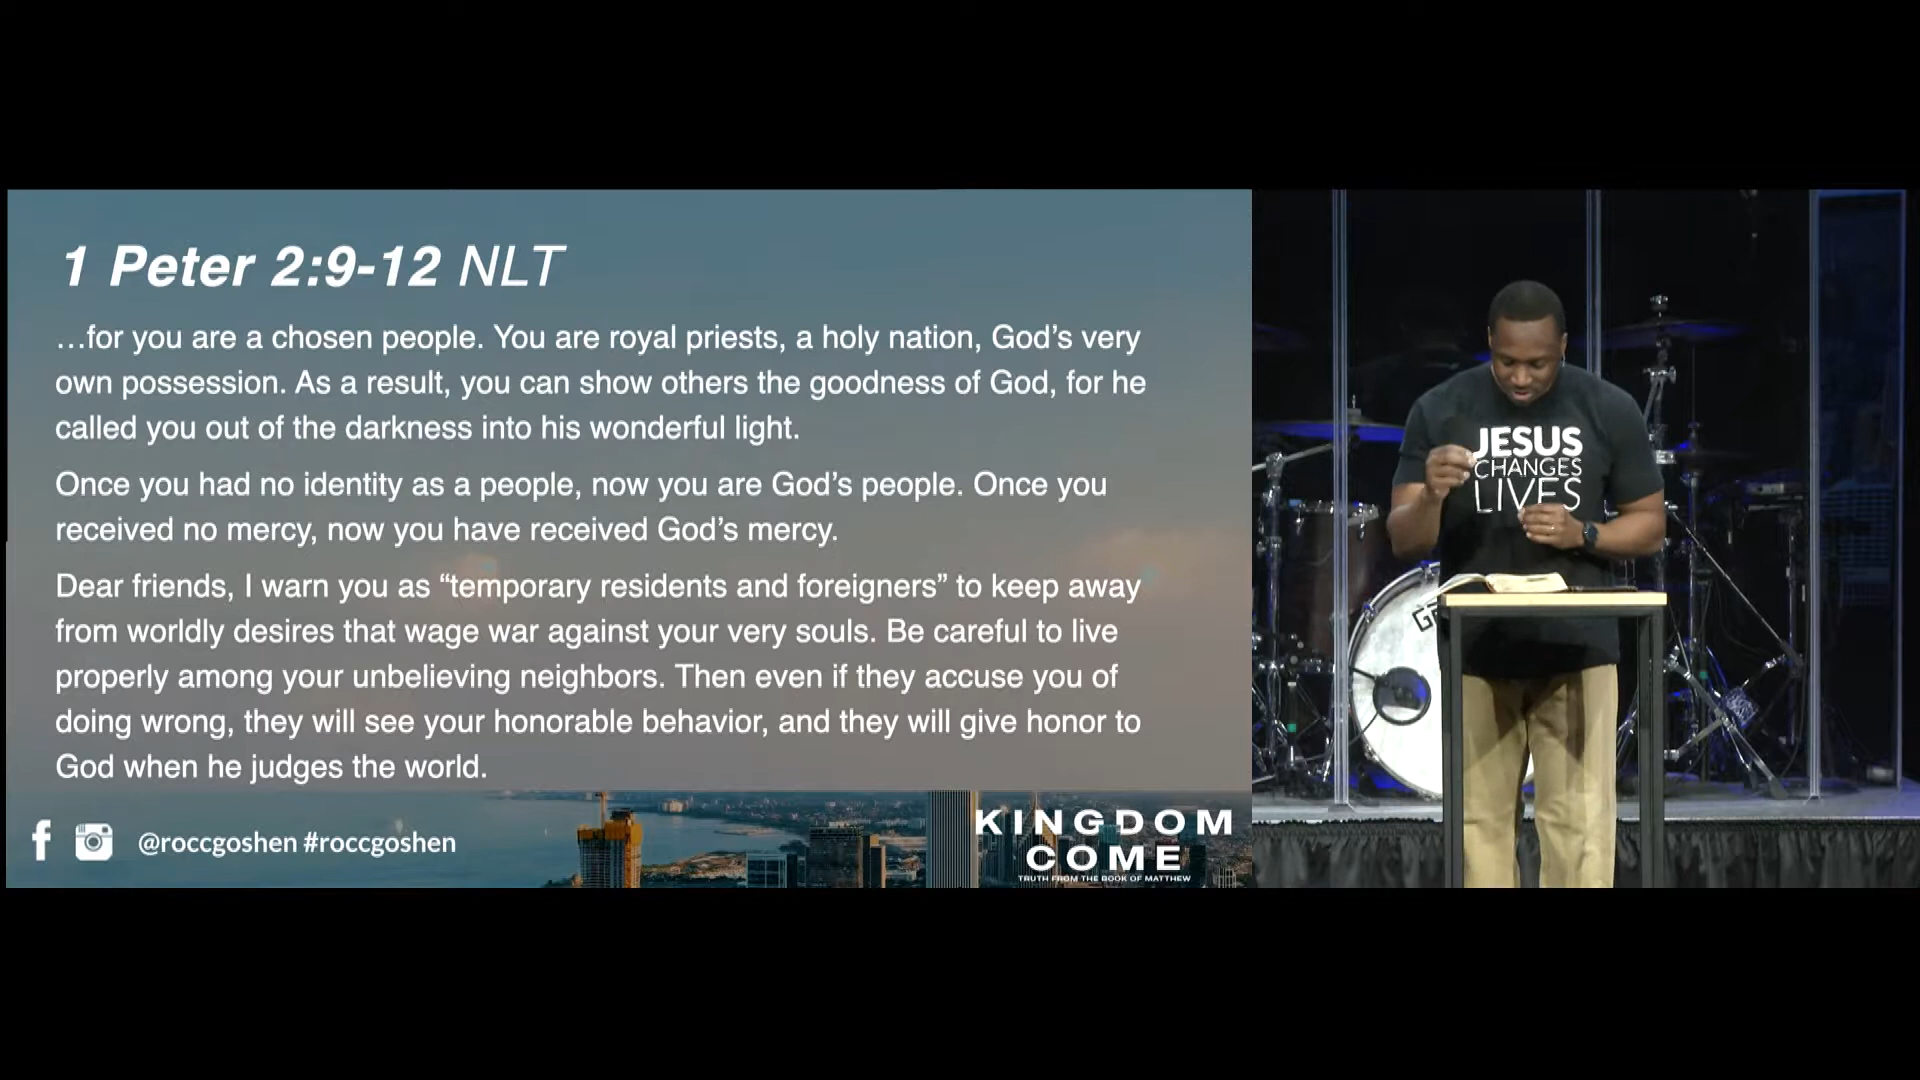 1 Peter 2:9-12 NLT
…for you are a chosen people. You are royal priests, a holy nation, God’s very
own possession. As a result, you can show others the goodness of God, for he
called you out of the darkness into his wonderful light.
Once you had no identity as a people, now you are God’s people. Once you
received no mercy, now you have received God’s mercy.
Dear friends, I warn you as “temporary residents and foreigners” to keep away
from worldly desires that wage war against your very souls. Be careful to live
properly among your unbelieving neighbors. Then even if they accuse you of
doing wrong, they will see your honorable behavior, and they will give honor to
God when he judges the world.
@roccgoshen #roccgoshen
KINGDOM
COME
TRUTH FROM THE BOOK OF MATTHEW
JESUS
CHANGES
LIVES